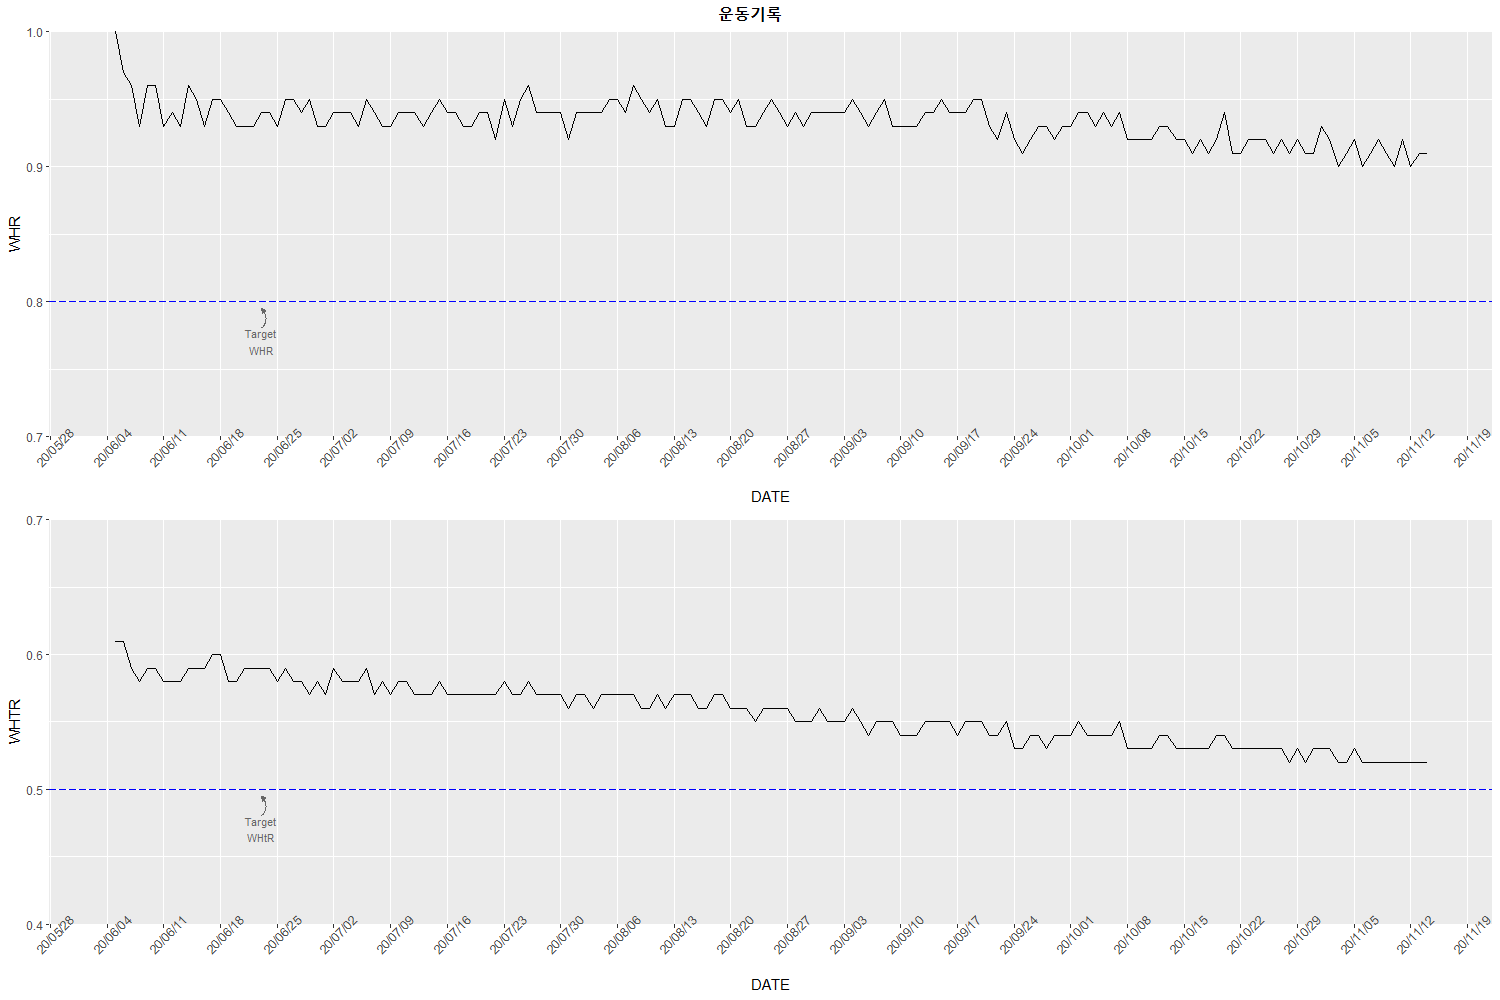 운동기록
1.0
0.9
0.8
0.7
WHR
Target
WHR
20/05/28 20/06/04 20/06/11 20/06/18 20/06/25 20/07/02 20/07/09 20/07/16 20/07/23 20/07/30 20/08/06 20/08/13 20/08/20 20/08/27 20/09/03 20/09/10 20/09/17 20/09/24 20/10/01 20/10/08 20/10/15 20/10/22 20/10/29 20/11/05 20/11/12 20/11/19
DATE
0.7
0.6
0.5
0.4
WHTR
Target
WHtR
20/05/28 20/06/04 20/06/11 20/06/18 20/06/25 20/07/02 20/07/09 20/07/16 20/07/23 20/07/30 20/08/06 20/08/13 20/08/20 20/08/27 20/09/03 20/09/10 20/09/17 20/09/24 20/10/01 20/10/08 20/10/15 20/10/22 20/10/29 20/11/05 20/11/12 20/11/19
DATE